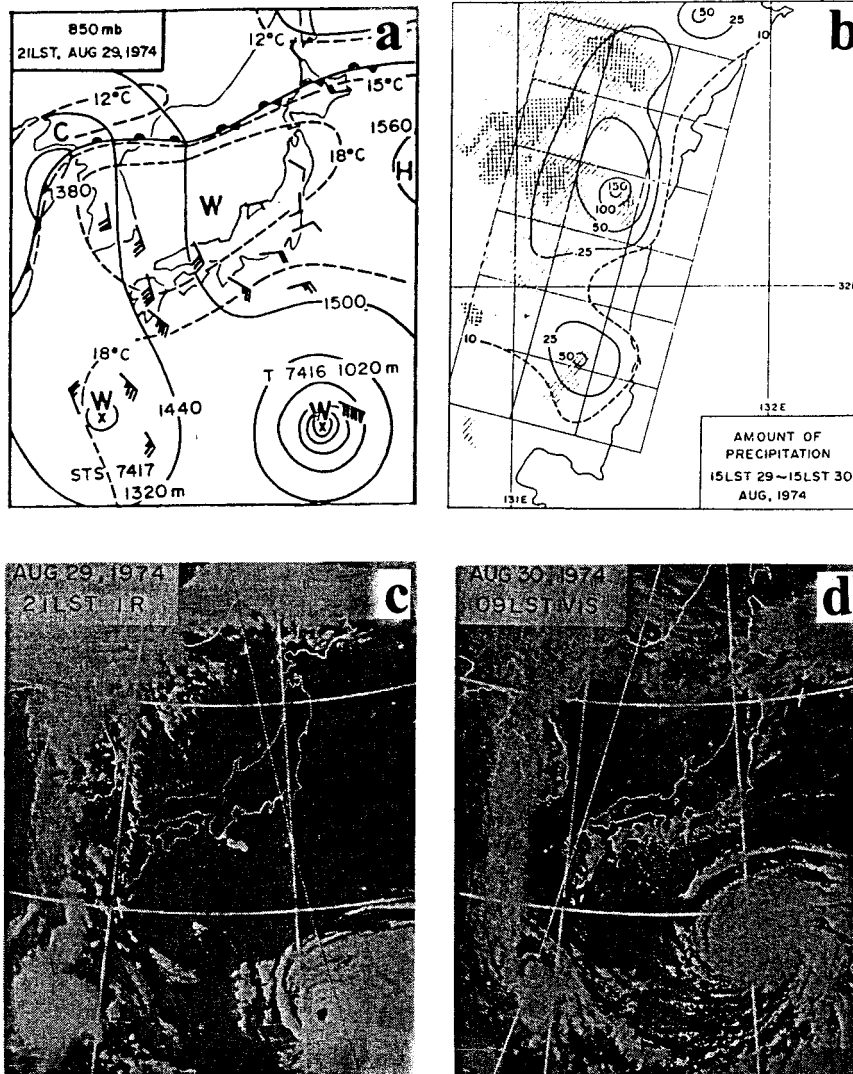 850 mb
21LST, AUG 29, 1974
a
12°C
15°C
12°C
C
1560
18°C
H
380
W
1500
18°C
T 7416 1020 m
W
W
x
x
1440
STS 7417
1320 m
b
50
25
10
150
100
50
25
32
10
25
50
132E
131E
AMOUNT OF
PRECIPITATION
15LST 29~15LST 30
AUG, 1974
AUG 29, 1974
21LST IR
c
AUG 30, 1974
09LST VIS
d